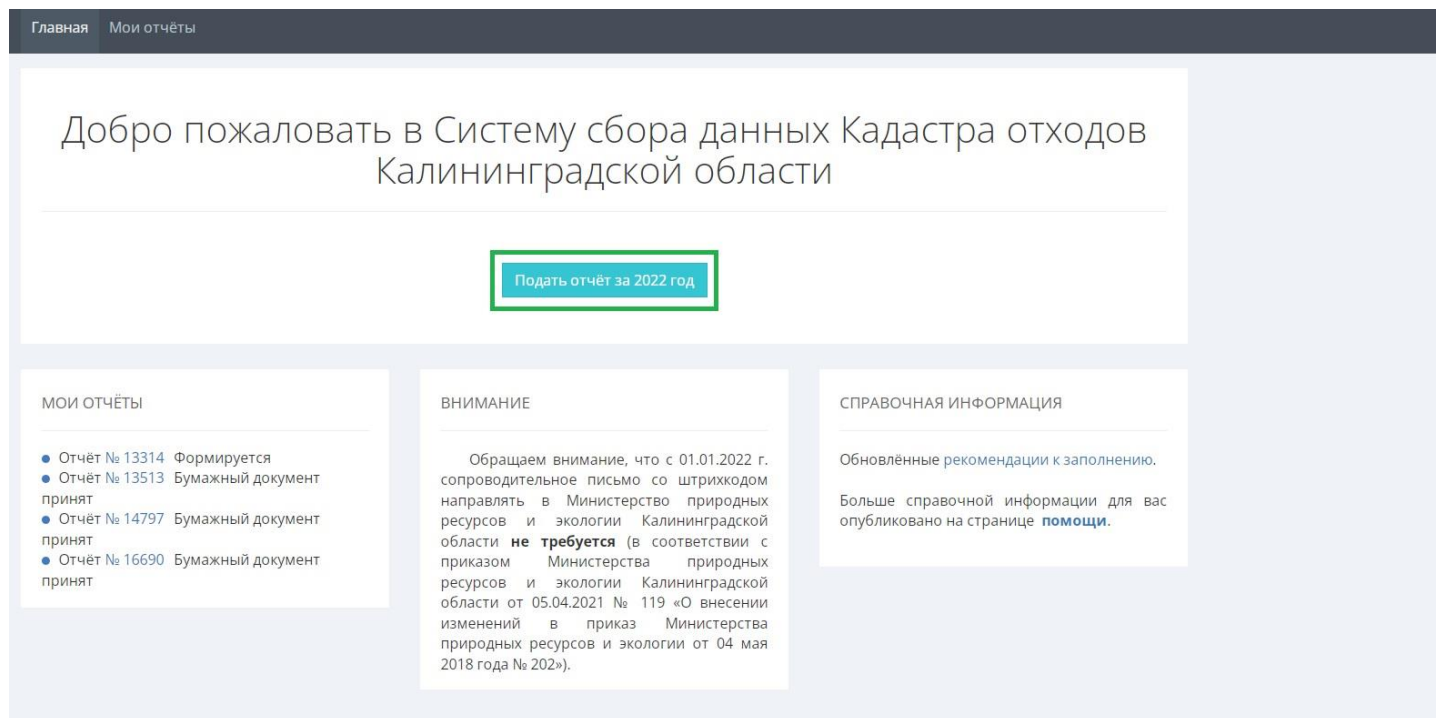 Главная Мои отчёты
Добро пожаловать в Систему сбора данных Кадастра отходов
Калининградской области
Подать отчёт за 2022 год
МОИ ОТЧЁТЫ
Отчёт № 13314 Формируется
Отчёт № 13513 Бумажный документ
принят
Отчёт № 14797 Бумажный документ
принят
Отчёт № 16690 Бумажный документ
принят
ВНИМАНИЕ
Обращаем внимание, что с 01.01.2022 г.
сопроводительное письмо со штрихкодом
направлять в Министерство природных
ресурсов и экологии Калининградской
области не требуется (в соответствии с
приказом Министерства природных
ресурсов и экологии Калининградской
области от 05.04.2021 № 119 «О внесении
изменений в приказ Министерства
природных ресурсов и экологии от 04 мая
2018 года № 202»).
СПРАВОЧНАЯ ИНФОРМАЦИЯ
Обновлённые рекомендации к заполнению.
Больше справочной информации для вас
опубликовано на странице помощи.